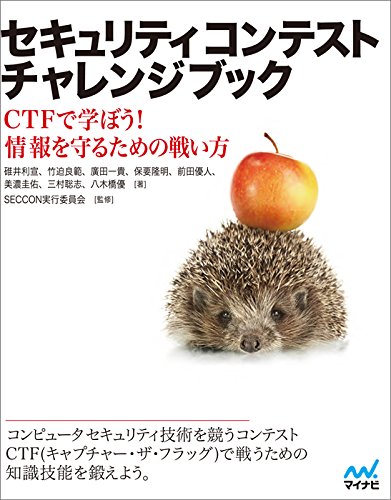 セキュリティコンテスト
チャレンジブック
CTFで学ぼう!
情報を守るための戦い方
碓井利宣、竹迫良範、廣田一貴、保要隆明、前田優人、
美濃圭佑、三村聡志、八木橋優 [著]
SECCON実行委員会 [監修]
コンピュータセキュリティ技術を競うコンテスト
CTF(キャプチャー・ザ・フラッグ)で戦うための
知識技能を鍛えよう。
マイナビ